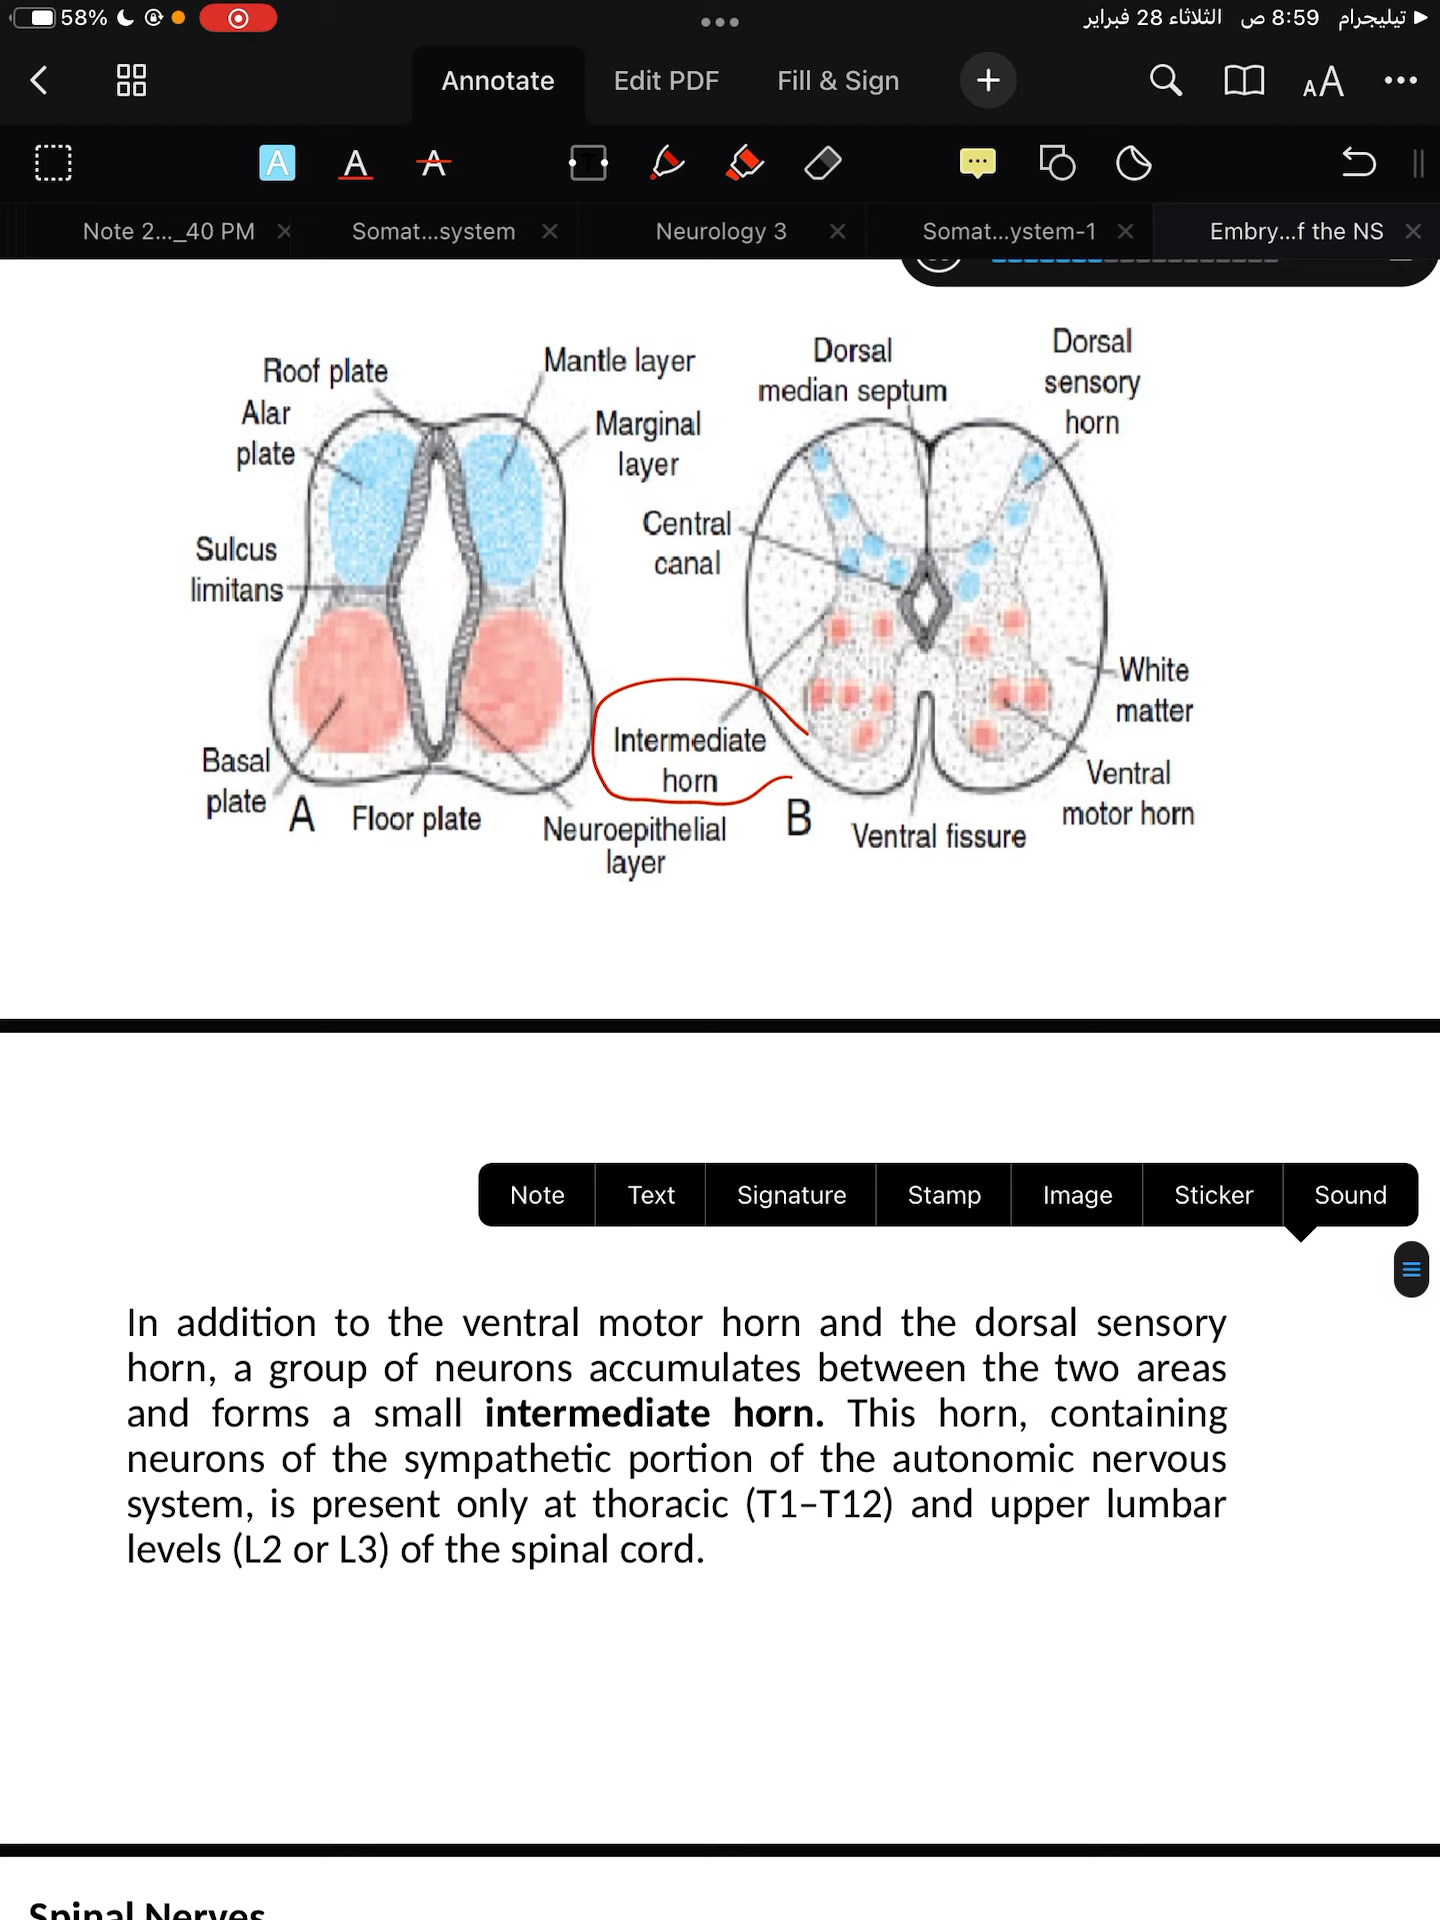 58%
تيليجرام 8:59 ص الثلاثاء 28 فبراير
Annotate Edit PDF Fill & Sign
Note 2..._40 PM Somat...system Neurology 3 Somat...ystem-1 Embry...f the NS
Roof plate
Alar
plate
Sulcus
limitans
Basal
plate
A
Floor plate
Mantle layer
Marginal
layer
Neuroepithelial
layer
Dorsal
median septum
Dorsal
sensory
horn
Central
canal
Intermediate
horn
B
Ventral fissure
White
matter
Ventral
motor horn
Note Text Signature Stamp Image Sticker Sound
In addition to the ventral motor horn and the dorsal sensory
horn, a group of neurons accumulates between the two areas
and forms a small intermediate horn. This horn, containing
neurons of the sympathetic portion of the autonomic nervous
system, is present only at thoracic (T1–T12) and upper lumbar
levels (L2 or L3) of the spinal cord.
Spinal Nerves